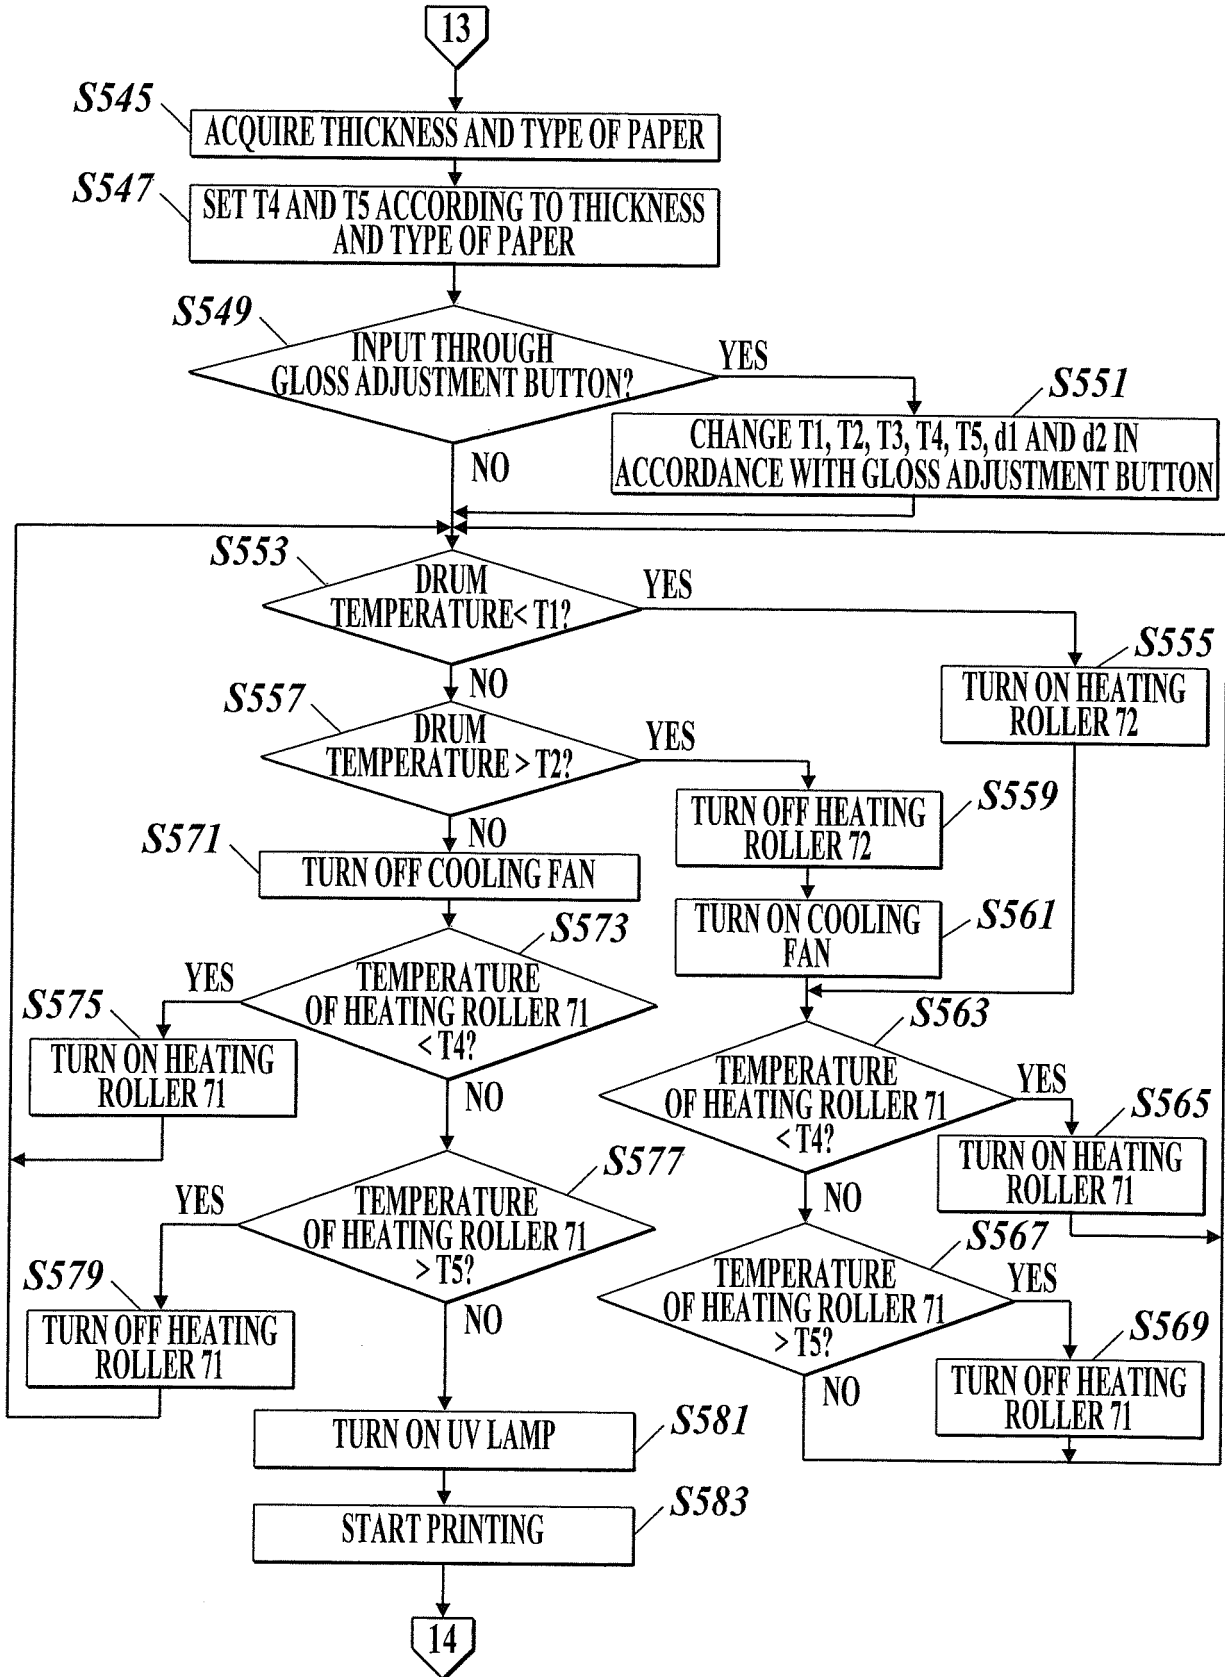 13
S545
ACQUIRE THICKNESS AND TYPE OF PAPER
S547
SET T4 AND T5 ACCORDING TO THICKNESS
AND TYPE OF PAPER
S549
INPUT THROUGH
GLOSS ADJUSTMENT BUTTON?
YES
NO
S551
CHANGE T1, T2, T3, T4, T5, d1 AND d2 IN
ACCORDANCE WITH GLOSS ADJUSTMENT BUTTON
S553
DRUM
TEMPERATURE< T1?
YES
NO
S555
TURN ON HEATING
ROLLER 72
S557
DRUM
TEMPERATURE > T2?
YES
NO
S559
TURN OFF HEATING
ROLLER 72
S571
TURN OFF COOLING FAN
S561
TURN ON COOLING
FAN
S573
TEMPERATURE
OF HEATING ROLLER 71
< T4?
YES
NO
S575
TURN ON HEATING
ROLLER 71
S563
TEMPERATURE
OF HEATING ROLLER 71
< T4?
YES
NO
S565
TURN ON HEATING
ROLLER 71
S577
TEMPERATURE
OF HEATING ROLLER 71
> T5?
YES
NO
S579
TURN OFF HEATING
ROLLER 71
S567
TEMPERATURE
OF HEATING ROLLER 71
> T5?
YES
NO
S569
TURN OFF HEATING
ROLLER 71
S581
TURN ON UV LAMP
S583
START PRINTING
14